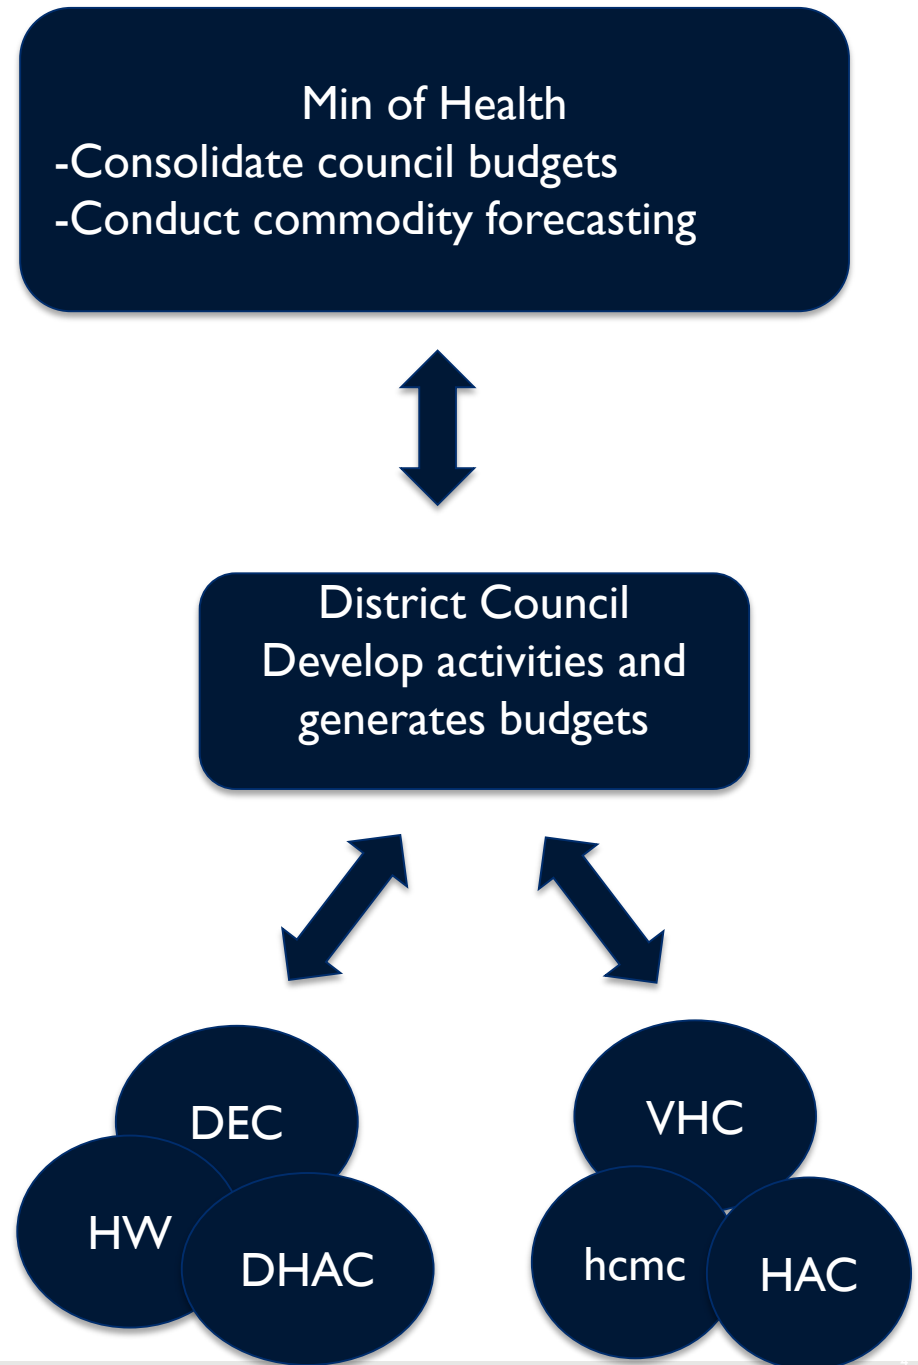 Min of Health
-Consolidate council budgets
-Conduct commodity forecasting
District Council
Develop activities and
generates budgets
DEC
HW
DHAC
VHC
hcmc
HAC